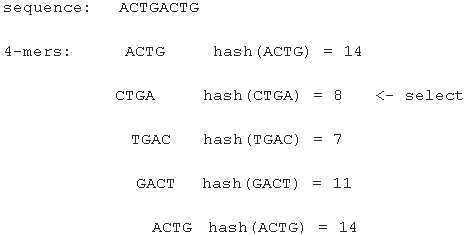 sequence: ACTGACTG
4-mers: ACTG hash(ACTG) = 14
CTGA hash(CTGA) = 8 <- select
TGAC hash(TGAC) = 7
GACT hash(GACT) = 11
ACTG hash(ACTG) = 14